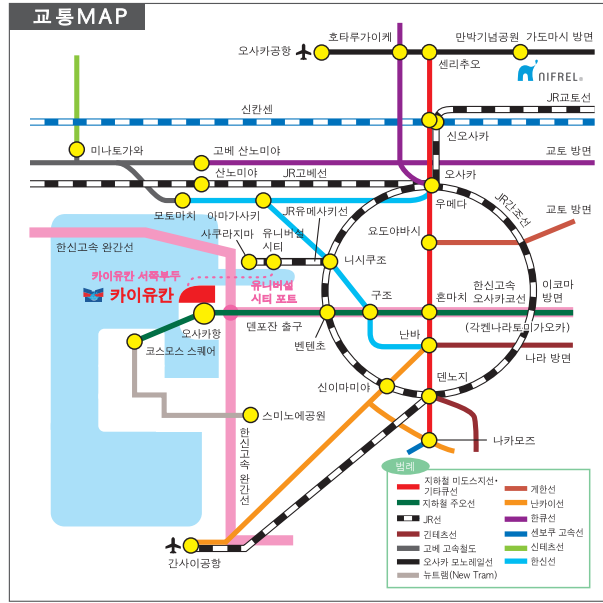 교통MAP
호타루가이케
만박기념공원
가도마시 방면
오사카공항
센리추오
NIFREL
JR교토선
신칸센
신오사카
미나토가와
고베 산노미야
교토 방면
산노미야
JR고베선
오사카
우메다
모토마치
아마가사키
JR유메사키선
JR간조선
교토 방면
사쿠라지마
유니버설
시티
요도야바시
한신고속 완간선
니시쿠조
카이유칸 서쪽부두
유니버설
시티 포트
카이유칸
구조
혼마치
한신고속
오사카코선
이코마
방면
오사카항
덴포잔 출구
벤텐초
난바
(각켄나라토미가오카)
코스모스 스퀘어
나라 방면
신이마미야
덴노지
스미노에공원
한신고속 완간선
나카모즈
간사이공항
범례
지하철 미도스지선·
기타큐선
지하철 주오선
JR선
긴테츠선
고베 고속철도
오사카 모노레일선
뉴트램(New Tram)
게한선
난카이선
한큐선
센보쿠 고속선
신테츠선
한신선